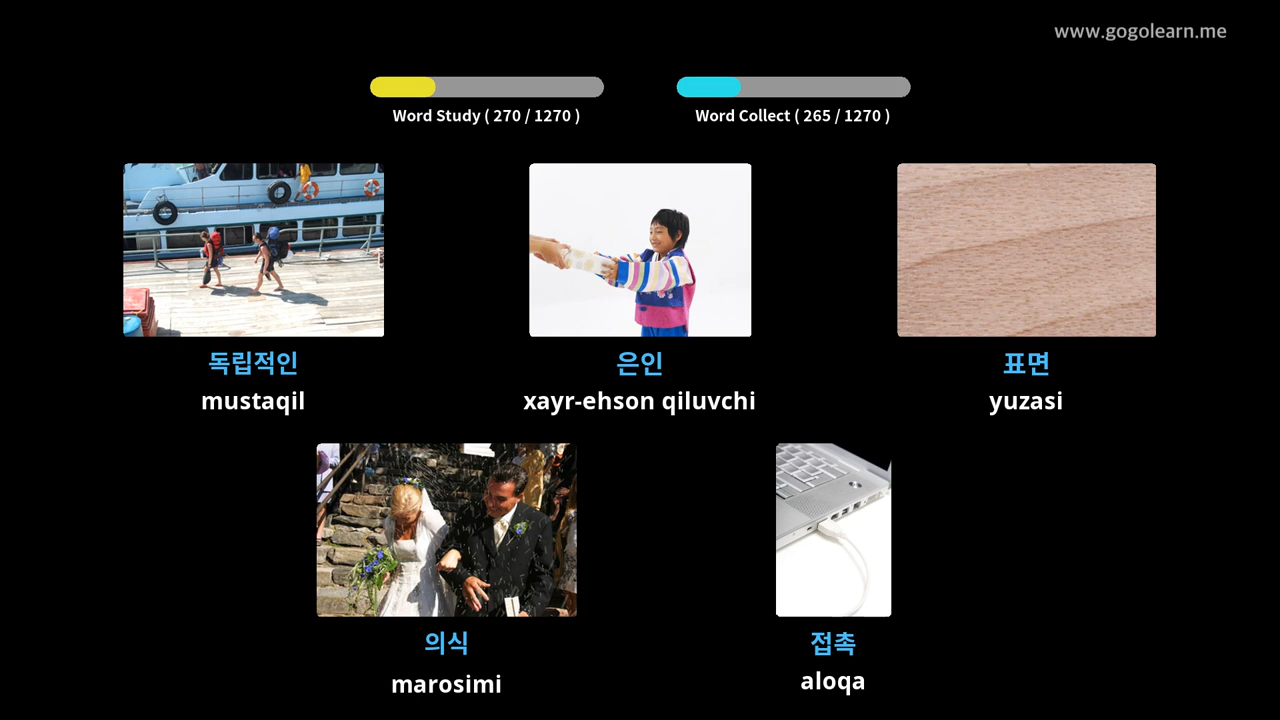 www.gogolearn.me
Word Study ( 270 / 1270 )
Word Collect ( 265 / 1270 )
독립적인
mustaqil
은인
xayr-ehson qiluvchi
표면
yuzasi
의식
marosimi
접촉
aloqa